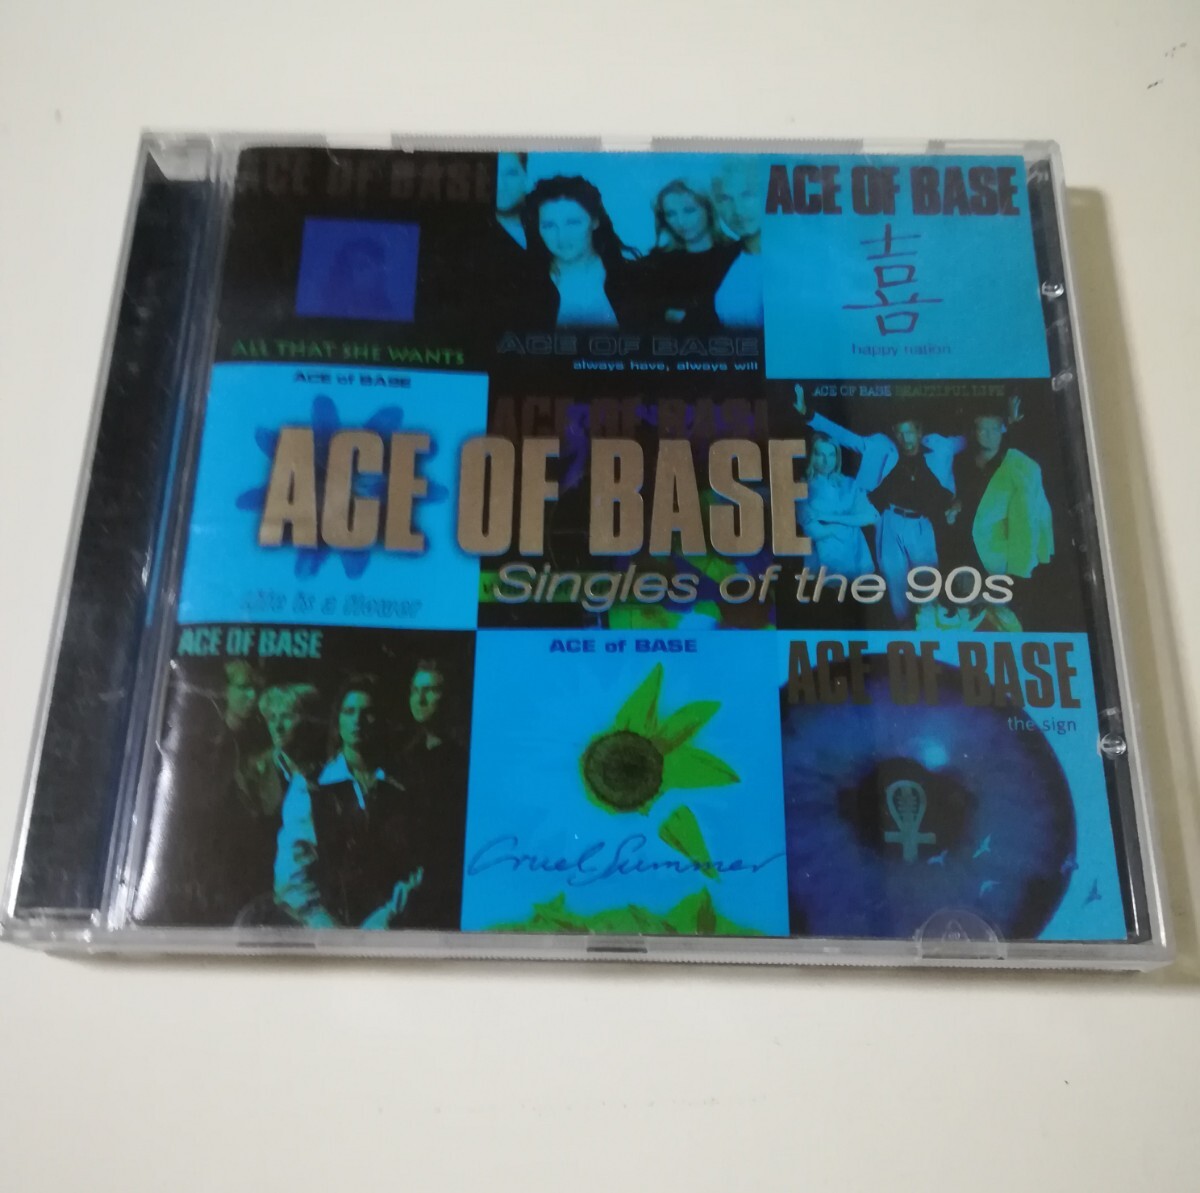 ACE OF BASE
ALL THAT SHE WANTS
ACE OF BASE
always have, always will
ACE OF BASE
喜
happy nation
ACE of BASE
life is a flower
ACE OF BASE
ACE OF BASE BEAUTIFUL LIFE
ACE OF BASE
Singles of the 90s
ACE OF BASE
ACE of BASE
Cruel Summer
ACE OF BASE
the sign